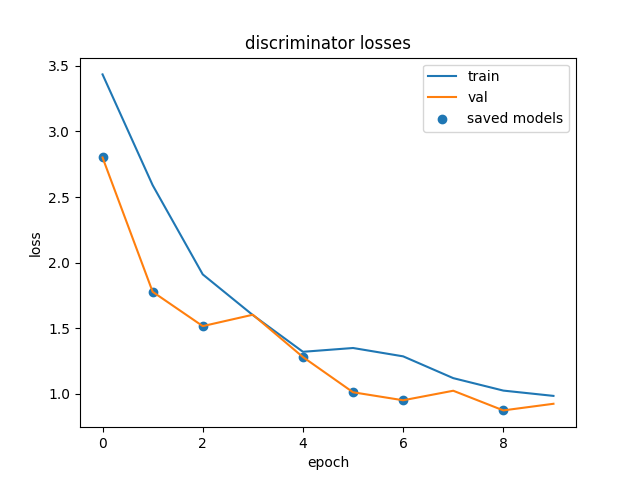 discriminator losses
train
val
saved models
3.5
3.0
2.5
2.0
1.5
1.0
loss
0 2 4 6 8
epoch